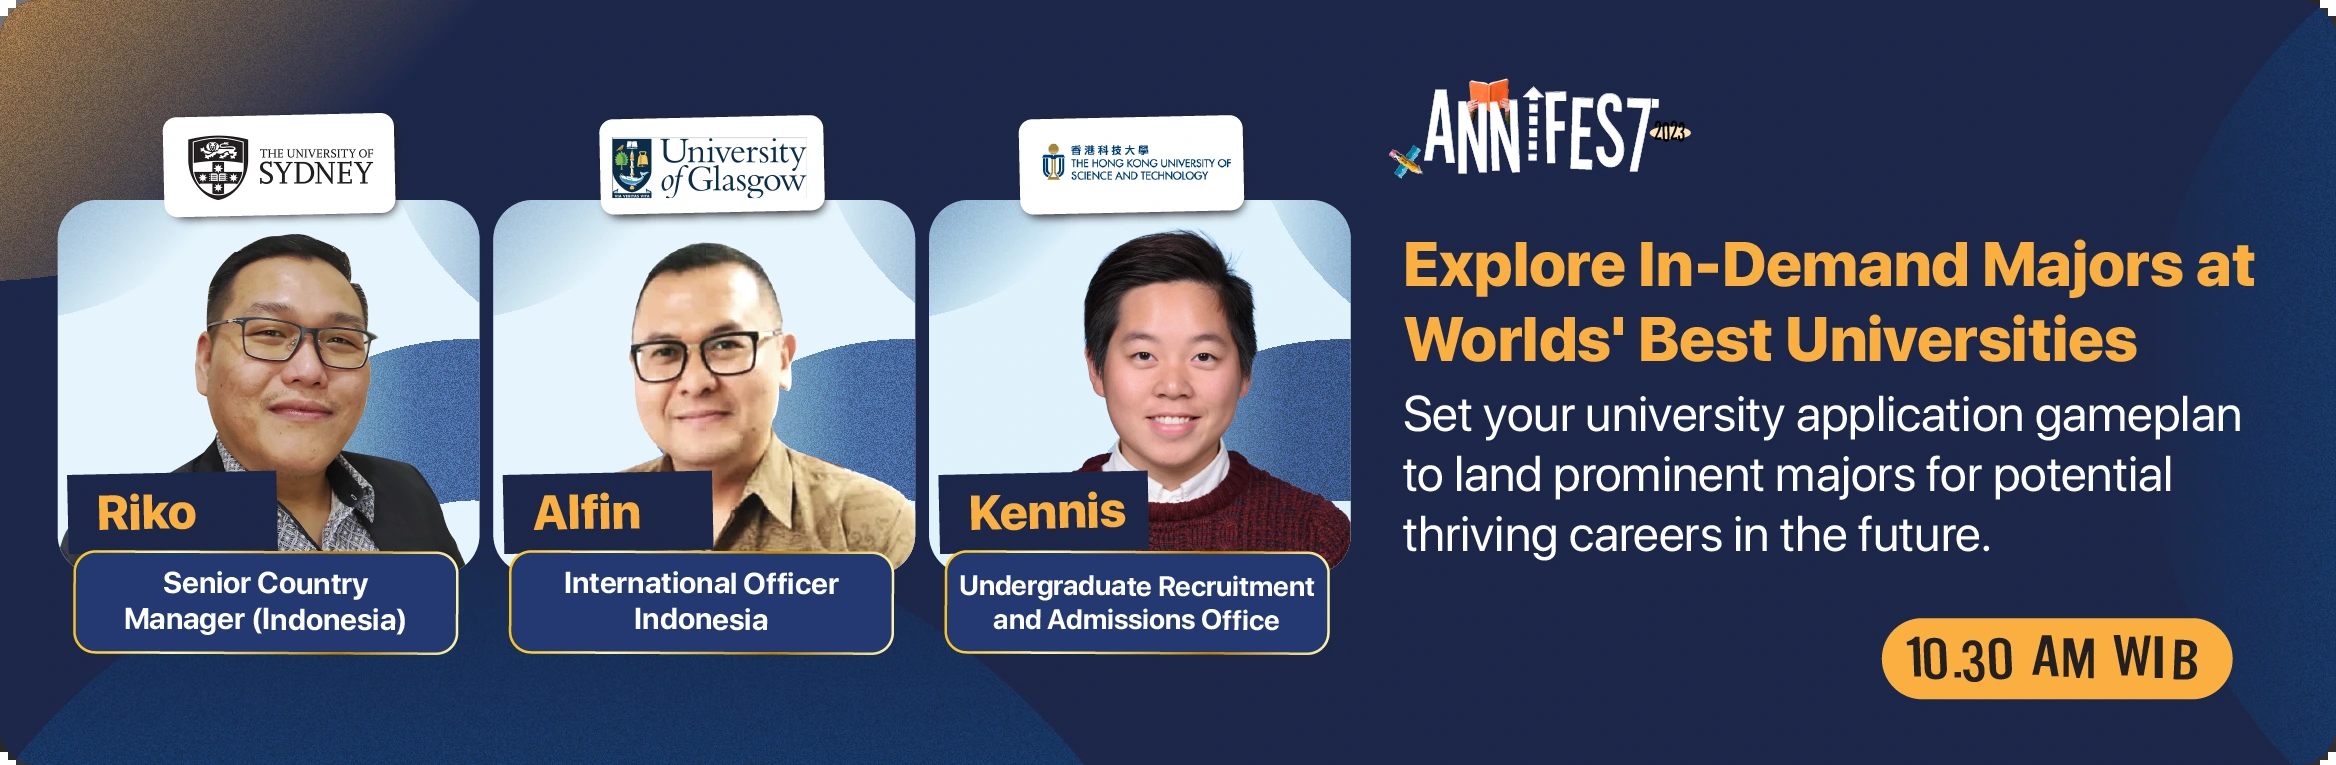 THE UNIVERSITY OF
SYDNEY
University
of Glasgow
VIA VERITAS VITA
香港科技大學
THE HONG KONG UNIVERSITY OF
SCIENCE AND TECHNOLOGY
Riko
Senior Country
Manager (Indonesia)
Alfin
International Officer
Indonesia
Kennis
Undergraduate Recruitment
and Admissions Office
ANNIFEST
2023
Explore In-Demand Majors at
Worlds' Best Universities
Set your university application gameplan
to land prominent majors for potential
thriving careers in the future.
10.30 AM WIB